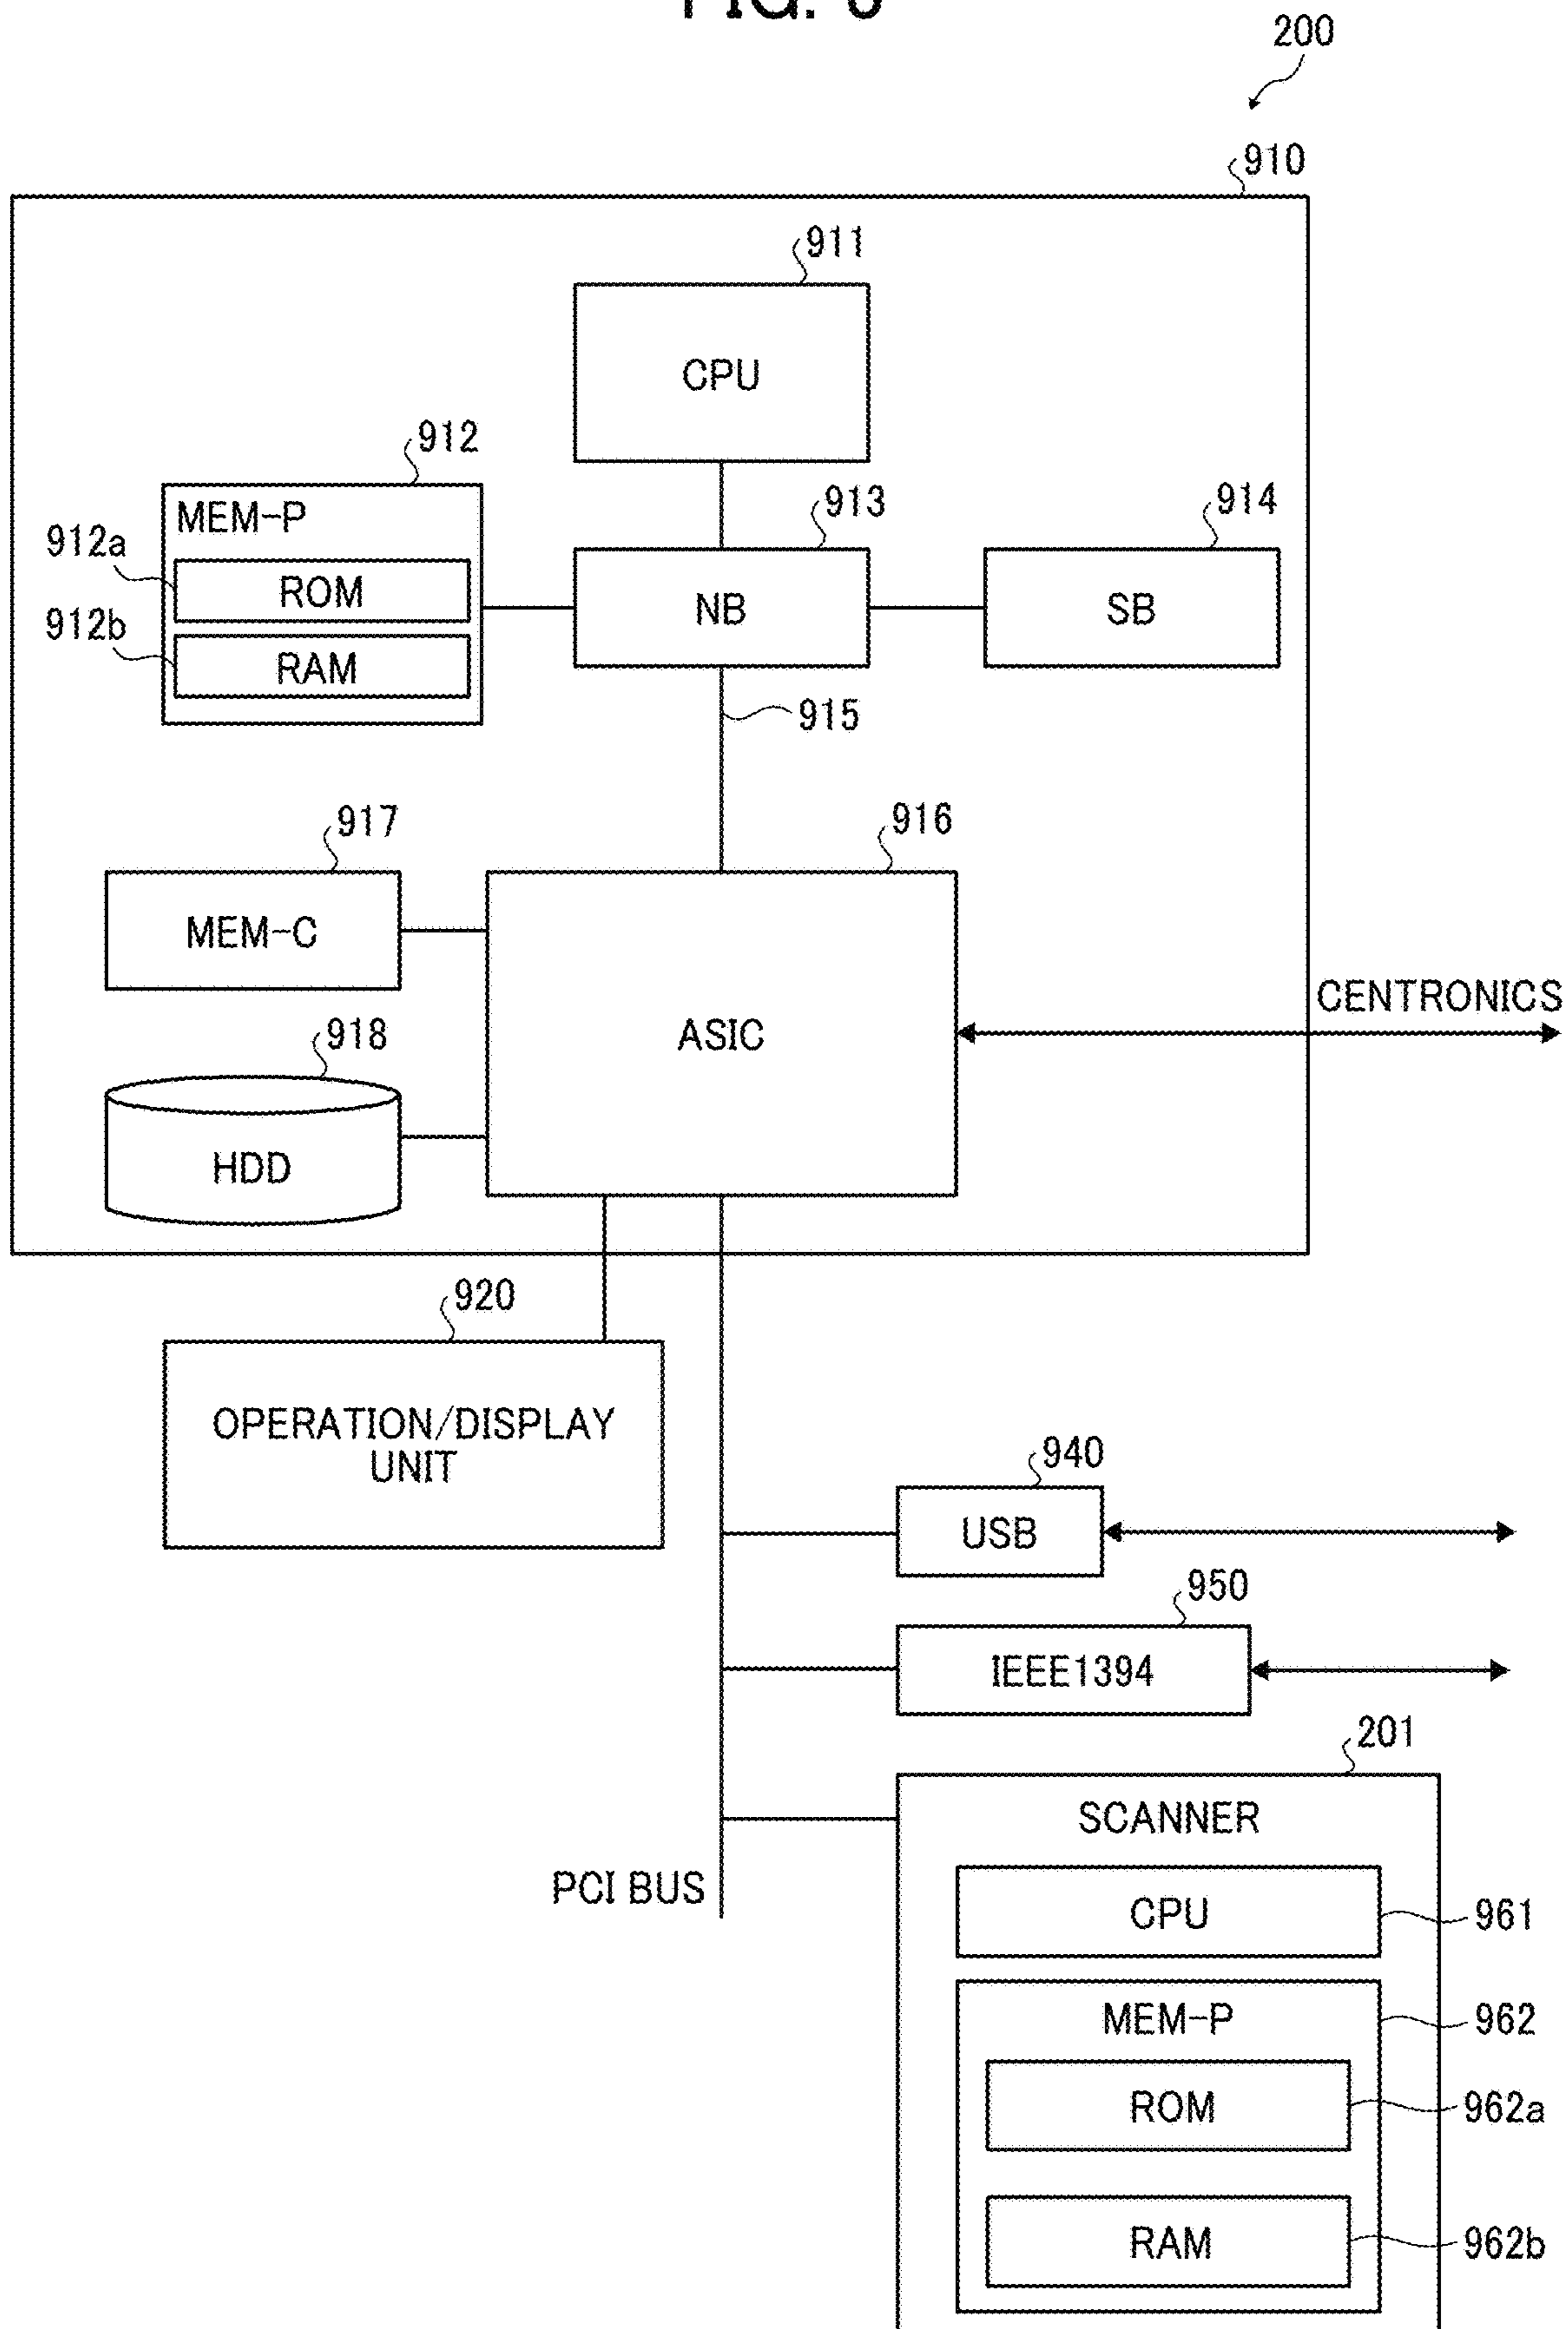 200
910
911
CPU
912
MEM-P
912a
ROM
912b
RAM
913
NB
914
SB
915
917
MEM-C
916
ASIC
CENTRONICS
918
HDD
920
OPERATION/DISPLAY
UNIT
940
USB
950
IEEE1394
201
SCANNER
PCI BUS
CPU
961
MEM-P
962
ROM
962a
RAM
962b